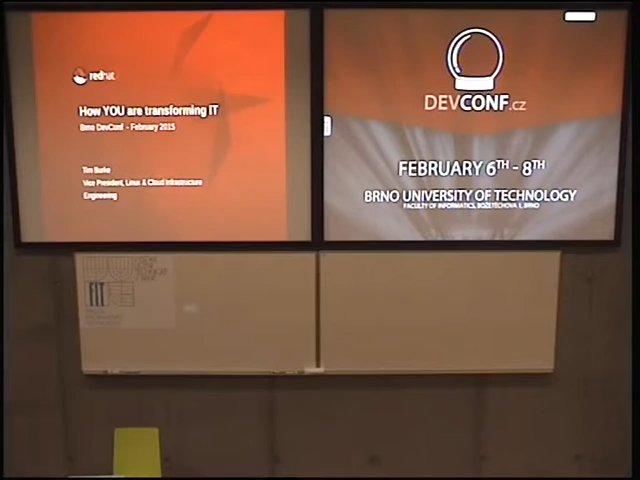 redhat
How YOU are transforming IT
Brno DevConf - February 2015
Tim Burke
Vice President, Linux & Cloud Infrastructure
Engineering
DEVCONF.cz
FEBRUARY 6TH - 8TH
BRNO UNIVERSITY OF TECHNOLOGY
FACULTY OF INFORMATICS, BOŽETĚCHOVA 1, BRNO
FIT